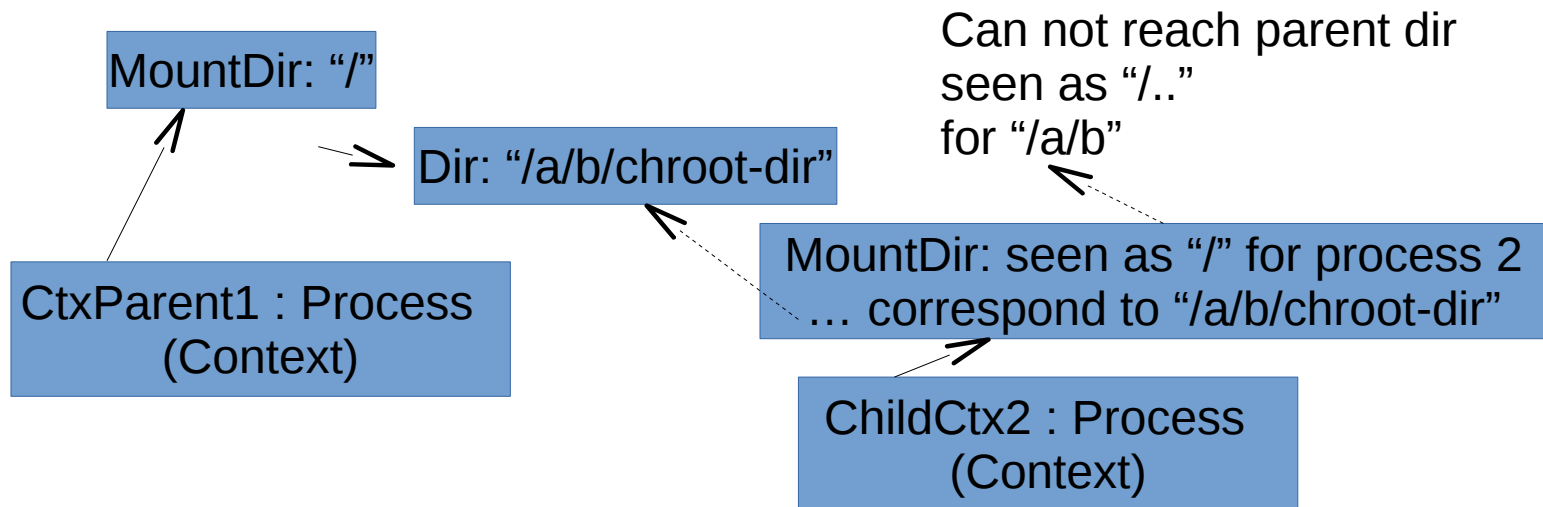 MountDir: “/”
Can not reach parent dir
seen as “/..”
for “/a/b”
Dir: “/a/b/chroot-dir”
MountDir: seen as “/” for process 2
… correspond to “/a/b/chroot-dir”
CtxParent1 : Process
(Context)
ChildCtx2 : Process
(Context)